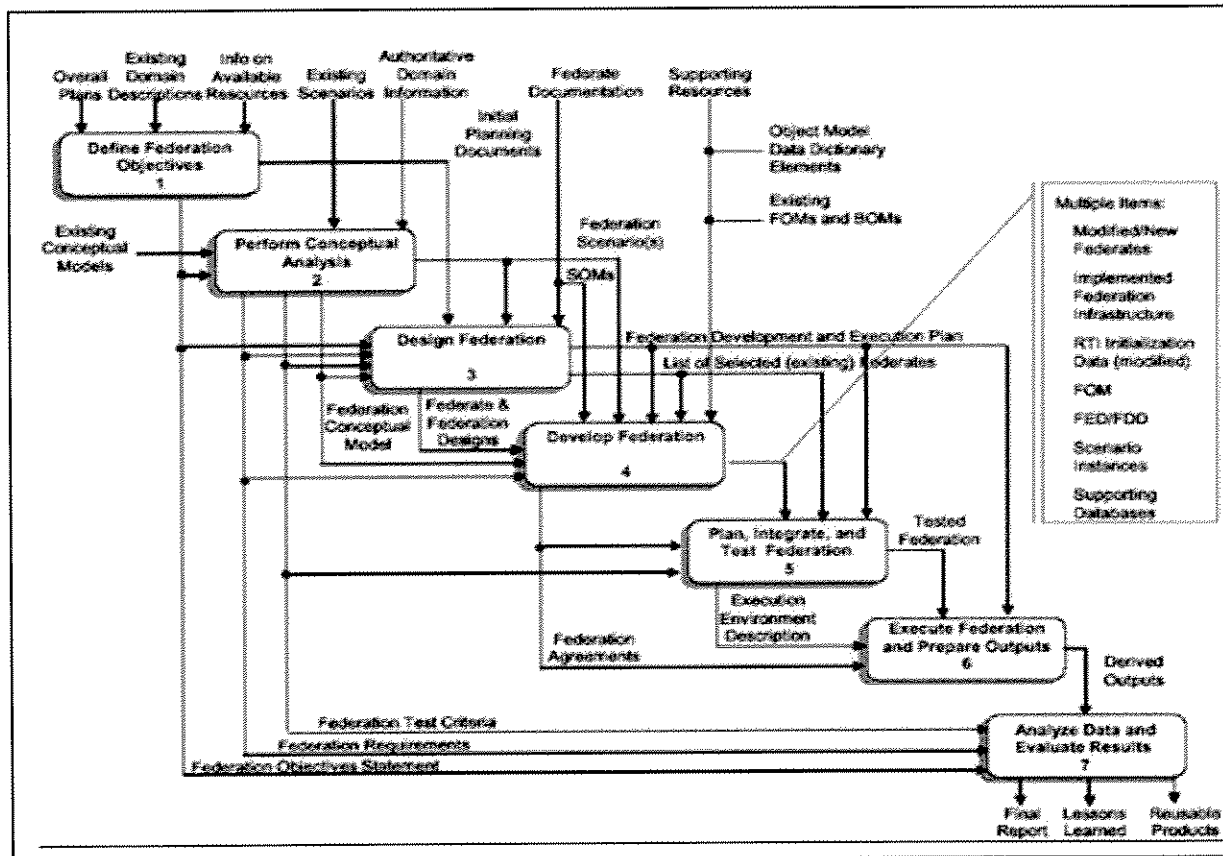 Overall
Plans
Existing
Domain
Descriptions
Info on
Available
Resources
Existing
Scenarios
Authoritative
Domain
Information
Federate
Documentation
Supporting
Resources
Initial
Planning
Documents
Define Federation
Objectives
1
Object Model
Data Dictionary
Elements
Existing
FOMs and BOMs
Existing
Conceptual
Models
Perform Conceptual
Analysis
2
Federation
Scenario(s)
SOMs
Multiple Items:
Modified/New
Federates
Implemented
Federation
Infrastructure
RTI Initialization
Data (modified)
FOM
FED/FDD
Scenario
Instances
Supporting
Databases
Design Federation
3
Federation Development and Execution Plan
List of Selected (existing) Federates
Federation
Conceptual
Model
Federate &
Federation
Designs
Develop Federation
4
Plan, Integrate, and
Test Federation
5
Tested
Federation
Execution
Environment
Description
Federation
Agreements
Execute Federation
and Prepare Outputs
6
Derived
Outputs
Federation Test Criteria
Federation Requirements
Federation Objectives Statement
Analyze Data and
Evaluate Results
7
Final
Report
Lessons
Learned
Reusable
Products